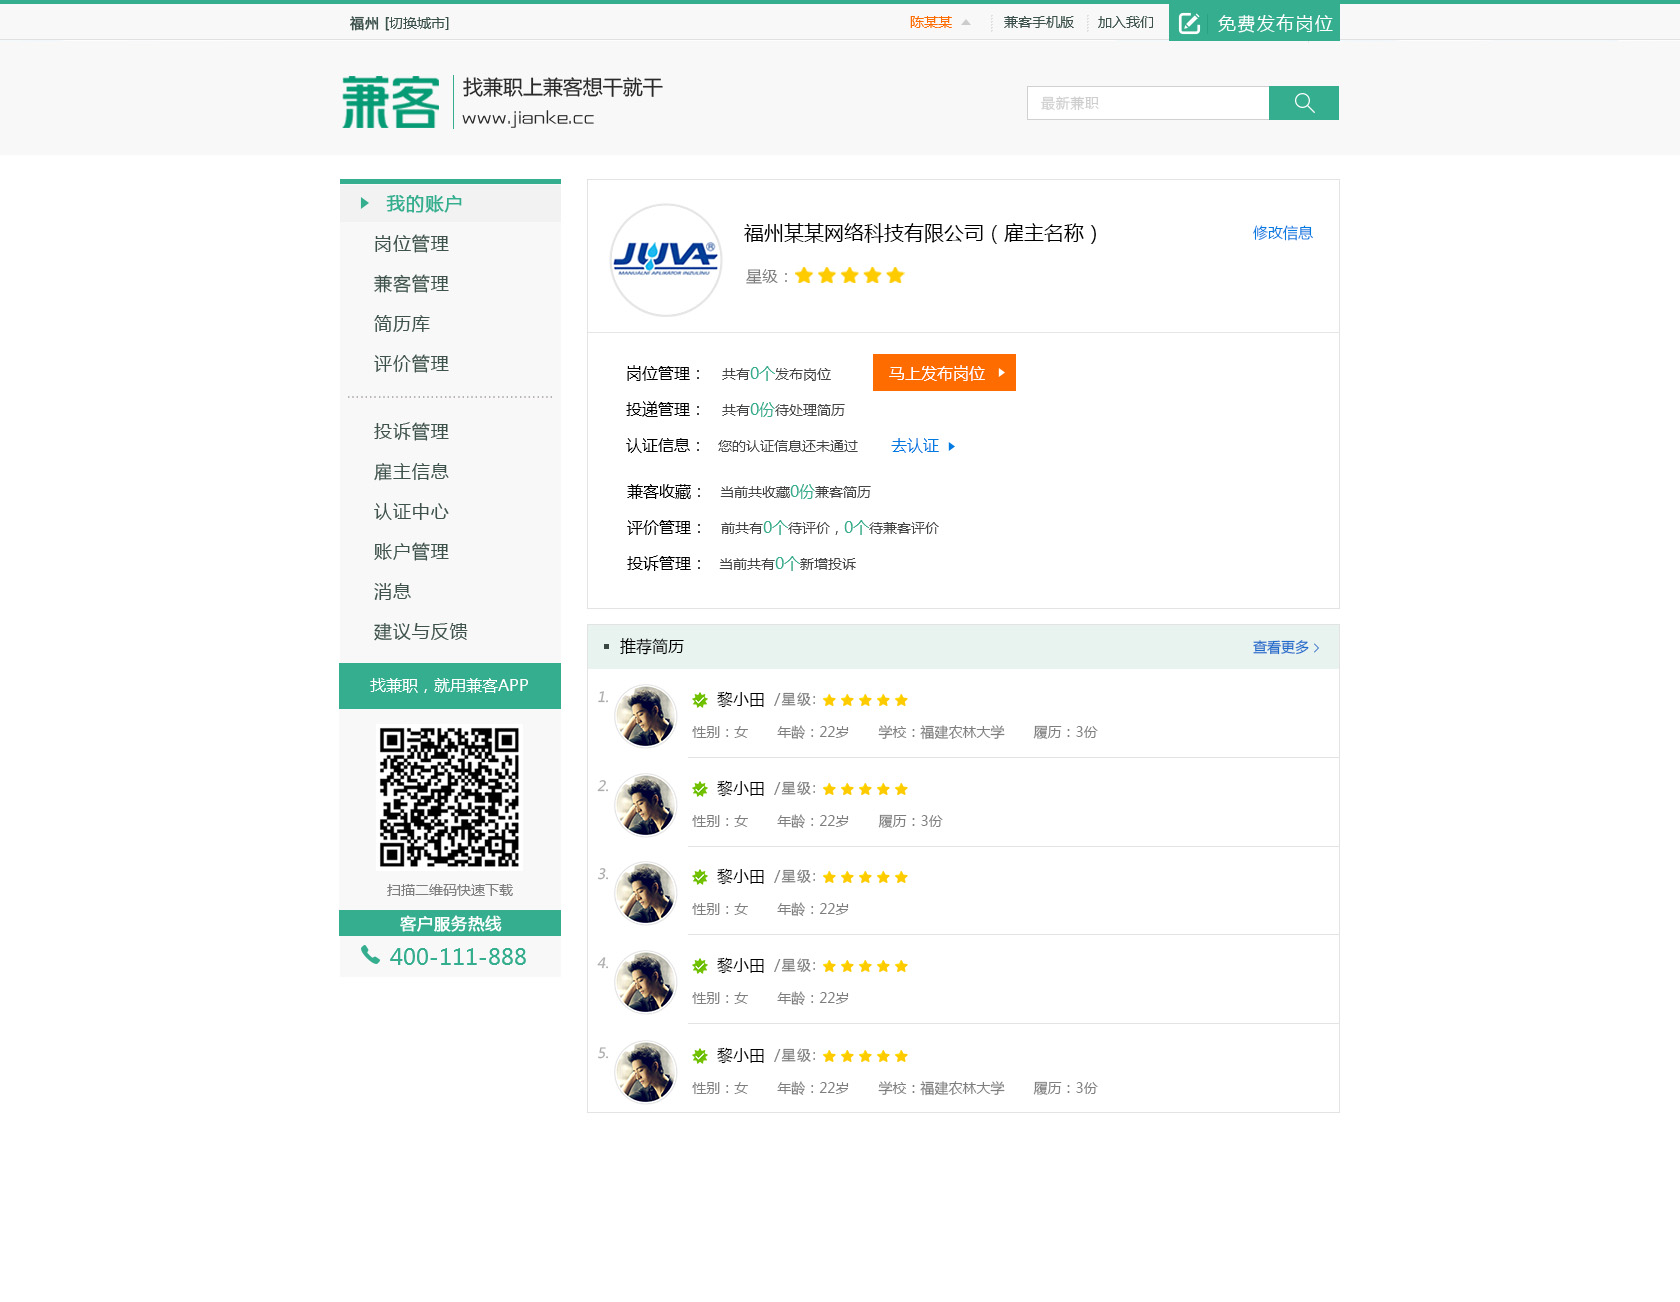 福州 [切换城市]
陈某某
兼客手机版
加入我们
免费发布岗位
兼客
找兼职上兼客想干就干
www.jianke.cc
最新兼职
我的账户
岗位管理
兼客管理
简历库
评价管理
投诉管理
雇主信息
认证中心
账户管理
消息
建议与反馈
找兼职，就用兼客APP
扫描二维码快速下载
客户服务热线
400-111-888
JUVA®
MANUÁLNÍ APLIKÁTOR INZULÍNU
福州某某网络科技有限公司（雇主名称）
修改信息
星级：
岗位管理： 共有0个发布岗位
马上发布岗位
投递管理： 共有0份待处理简历
认证信息： 您的认证信息还未通过 去认证
兼客收藏： 当前共收藏0份兼客简历
评价管理： 前共有0个待评价，0个待兼客评价
投诉管理： 当前共有0个新增投诉
推荐简历
查看更多
1. 黎小田 /星级:
性别：女 年龄：22岁 学校：福建农林大学 履历：3份
2. 黎小田 /星级:
性别：女 年龄：22岁 履历：3份
3. 黎小田 /星级:
性别：女 年龄：22岁
4. 黎小田 /星级:
性别：女 年龄：22岁
5. 黎小田 /星级:
性别：女 年龄：22岁 学校：福建农林大学 履历：3份